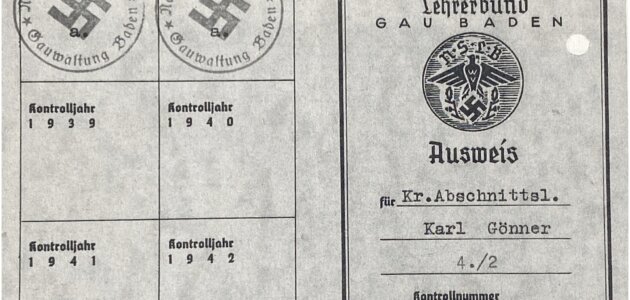 a. a.
Gauwaltung Baden Gauwaltung Baden
Kontrolljahr Kontrolljahr
1939 1940
Kontrolljahr Kontrolljahr
1941 1942
Lehrerbund
GAU BADEN
N·S·L·B
Ausweis
für Kr.Abschnittsl.
Karl Gönner
4./2
Kontrollnummer